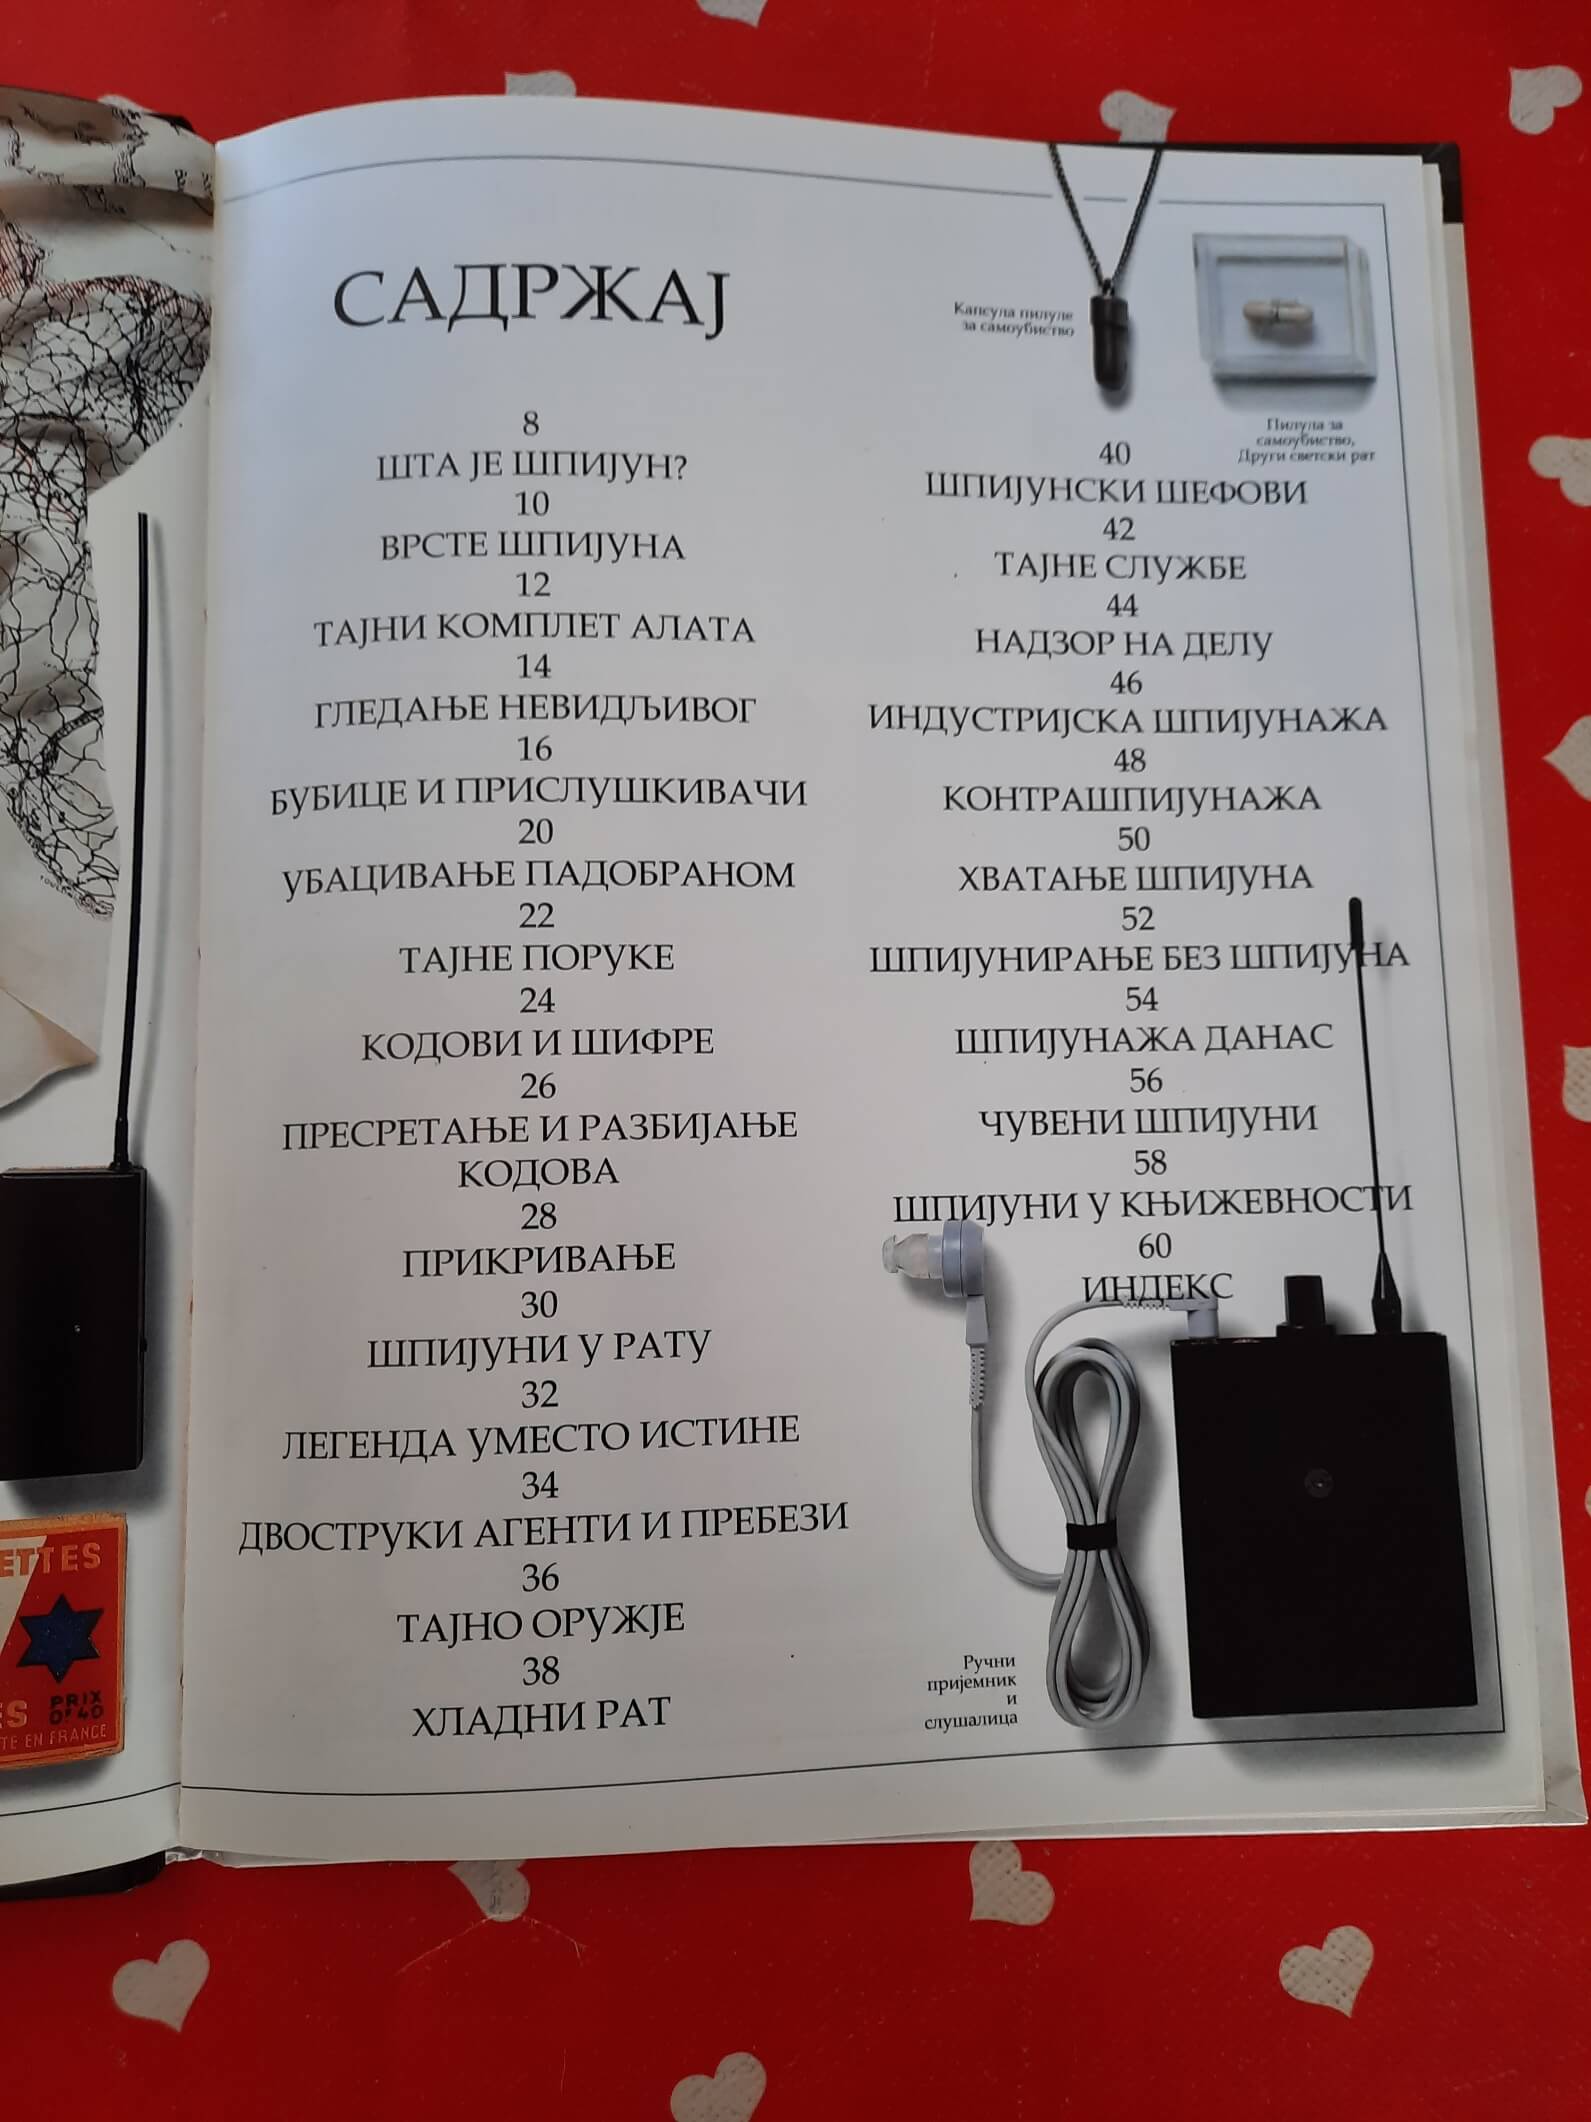 САДРЖАЈ
8
ШТА ЈЕ ШПИЈУН?
10
ВРСТЕ ШПИЈУНА
12
ТАЈНИ КОМПЛЕТ АЛАТА
14
ГЛЕДАЊЕ НЕВИДЉИВОГ
16
БУБИЦЕ И ПРИСЛУШКИВАЧИ
20
УБАЦИВАЊЕ ПАДОБРАНОМ
22
ТАЈНЕ ПОРУКЕ
24
КОДОВИ И ШИФРЕ
26
ПРЕСРЕТАЊЕ И РАЗБИЈАЊЕ
КОДОВА
28
ПРИКРИВАЊЕ
30
ШПИЈУНИ У РАТУ
32
ЛЕГЕНДА УМЕСТО ИСТИНЕ
34
ДВОСТРУКИ АГЕНТИ И ПРЕБЕЗИ
36
ТАЈНО ОРУЖЈЕ
38
ХЛАДНИ РАТ
Капсула пилуле
за самоубиство
Пилула за
самоубиство,
Други светски рат
40
ШПИЈУНСКИ ШЕФОВИ
42
ТАЈНЕ СЛУЖБЕ
44
НАДЗОР НА ДЕЛУ
46
ИНДУСТРИЈСКА ШПИЈУНАЖА
48
КОНТРАШПИЈУНАЖА
50
ХВАТАЊЕ ШПИЈУНА
52
ШПИЈУНИРАЊЕ БЕЗ ШПИЈУНА
54
ШПИЈУНАЖА ДАНАС
56
ЧУВЕНИ ШПИЈУНИ
58
ШПИЈУНИ У КЊИЖЕВНОСТИ
60
ИНДЕКС
Ручни
пријемник
и
слушалица
ETTES
ES PRIX
0F40
TE EN FRANCE